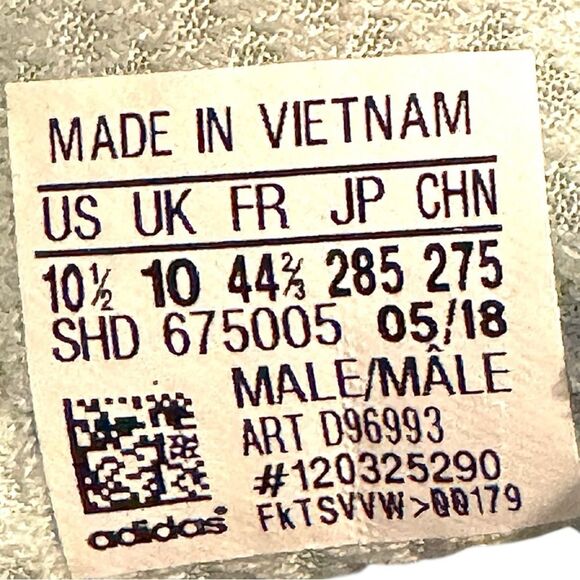 MADE IN VIETNAM
US UK FR JP CHN
10½ 10 44⅔ 285 275
SHD 675005 05/18
MALE/MÂLE
ART D96993
#120325290
FkTSVVW>00179
adidas